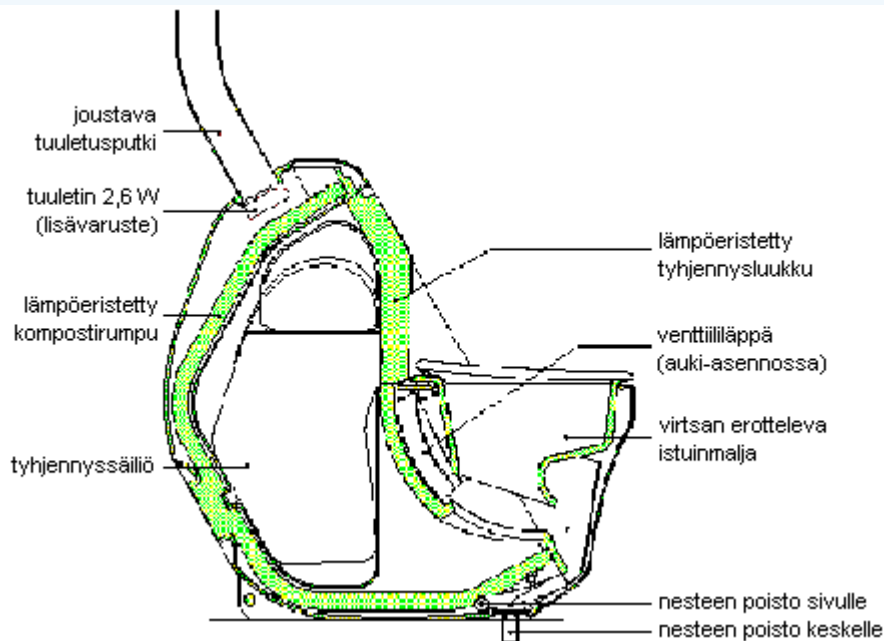 joustava
tuuletusputki
tuuletin 2,6 W
(lisävaruste)
lämpöeristetty
kompostirumpu
tyhjennyssäiliö
lämpöeristetty
tyhjennysluukku
venttiililäppä
(auki-asennossa)
virtsan erotteleva
istuinmalja
nesteen poisto sivulle
nesteen poisto keskelle